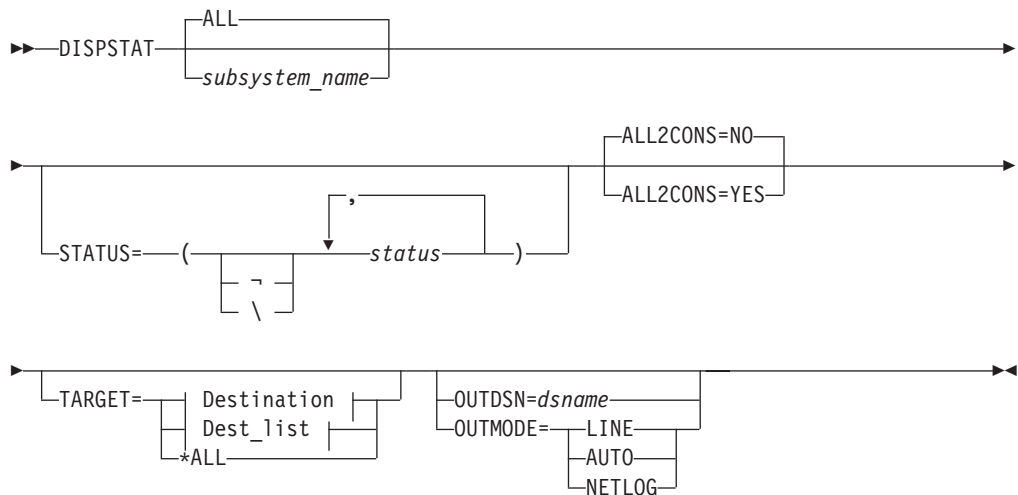 ALL
DISPSTAT
subsystem_name
ALL2CONS=NO
ALL2CONS=YES
,
STATUS= ( status )
¬
\
TARGET= Destination OUTDSN=dsname
Dest_list OUTMODE= LINE
*ALL AUTO
NETLOG